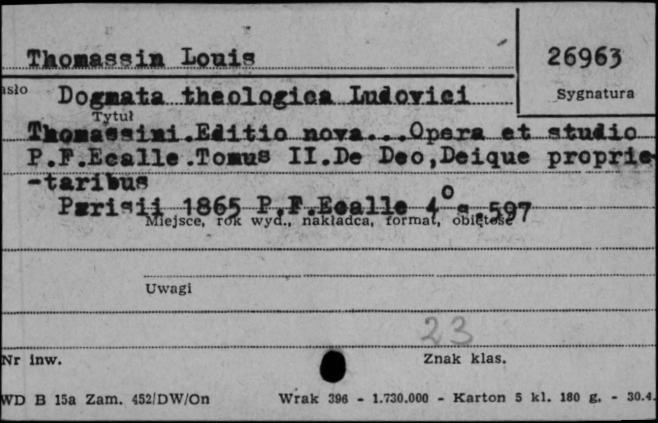 Thomassin Louis
26963
asło
Dogmata theologica Ludovici
Sygnatura
Tytuł
Thomassini.Editio nova...Opera et studio
P.F.Ecalle.Tomus II.De Deo,Deique proprie-
-taribus
Parisii 1865 P.F.Ecalle 4° s 597
Miejsce, rok wyd., nakładca, format, objętość
Uwagi
23
Nr inw.
Znak klas.
WD B 15a Zam. 452/DW/On
Wrak 396 - 1.730.000 - Karton 5 kl. 180 g. - 30.4.